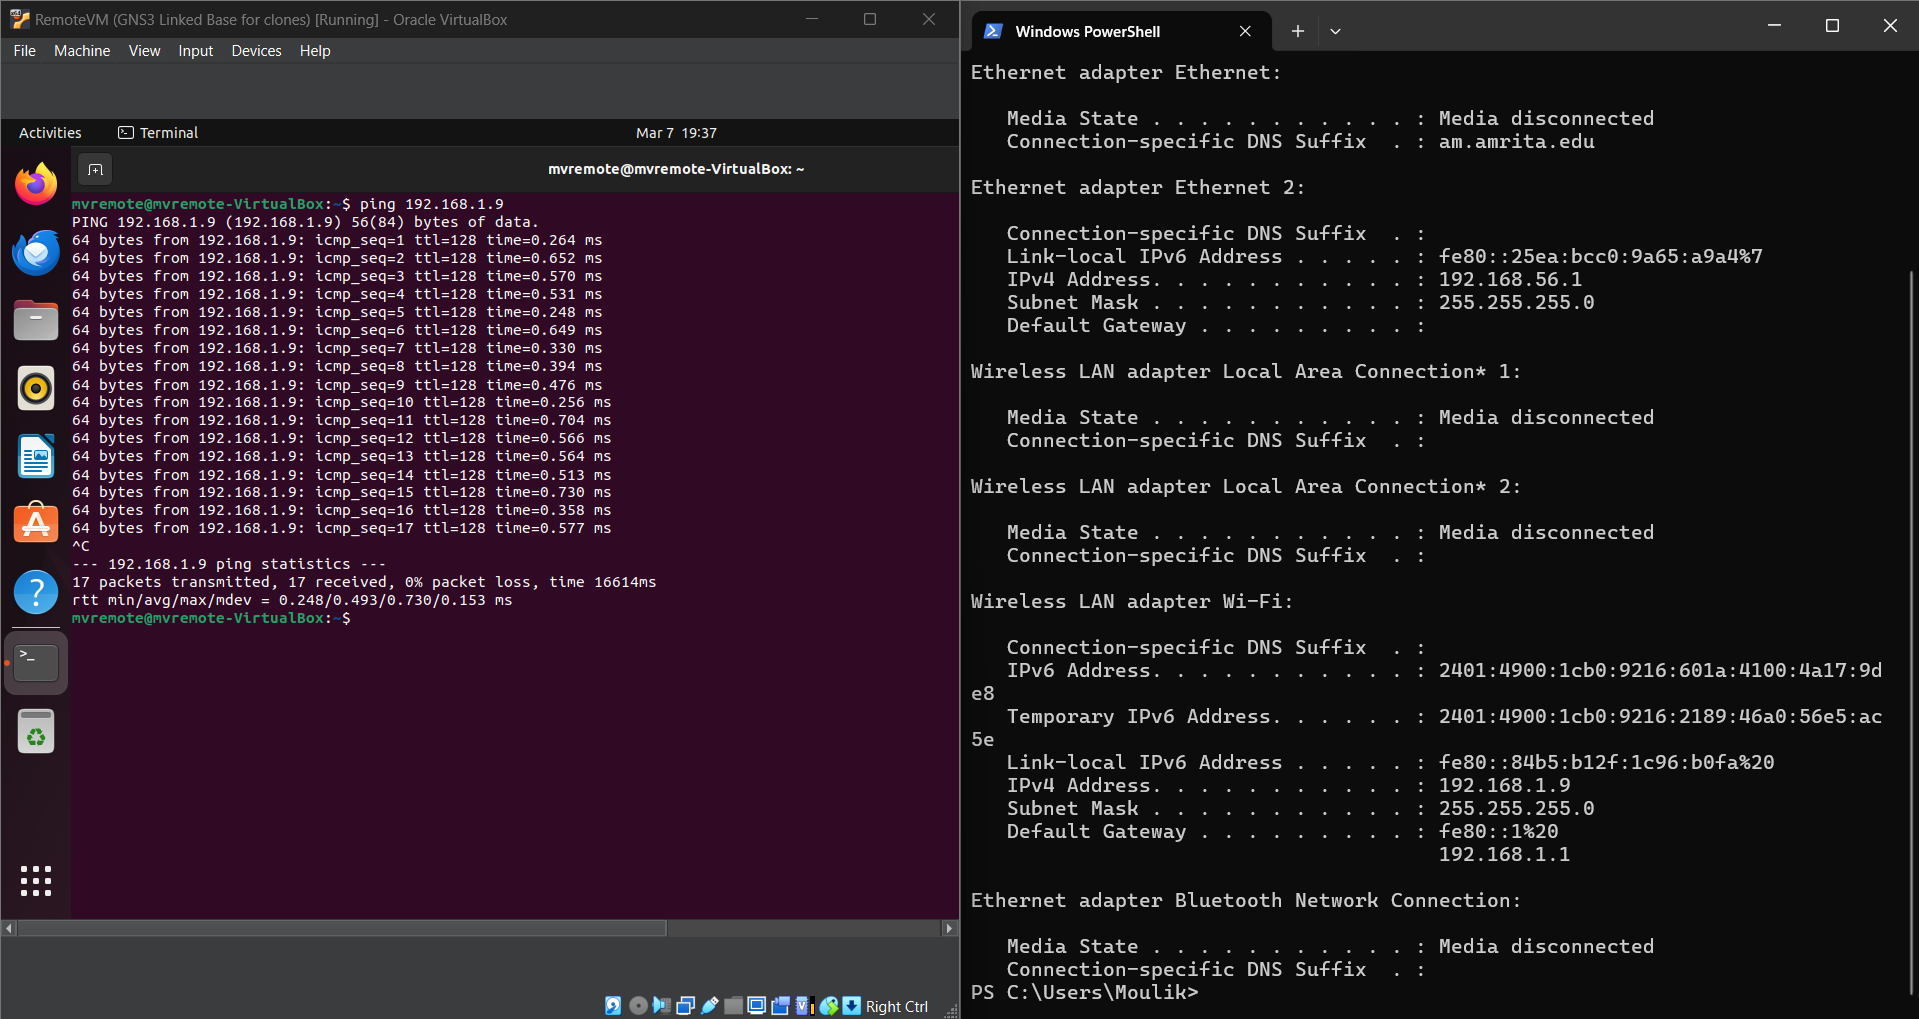 RemoteVM (GNS3 Linked Base for clones) [Running] - Oracle VirtualBox
File Machine View Input Devices Help
Activities Terminal Mar 7 19:37
mvremote@mvremote-VirtualBox: ~
mvremote@mvremote-VirtualBox:~$ ping 192.168.1.9
PING 192.168.1.9 (192.168.1.9) 56(84) bytes of data.
64 bytes from 192.168.1.9: icmp_seq=1 ttl=128 time=0.264 ms
64 bytes from 192.168.1.9: icmp_seq=2 ttl=128 time=0.652 ms
64 bytes from 192.168.1.9: icmp_seq=3 ttl=128 time=0.570 ms
64 bytes from 192.168.1.9: icmp_seq=4 ttl=128 time=0.531 ms
64 bytes from 192.168.1.9: icmp_seq=5 ttl=128 time=0.248 ms
64 bytes from 192.168.1.9: icmp_seq=6 ttl=128 time=0.649 ms
64 bytes from 192.168.1.9: icmp_seq=7 ttl=128 time=0.330 ms
64 bytes from 192.168.1.9: icmp_seq=8 ttl=128 time=0.394 ms
64 bytes from 192.168.1.9: icmp_seq=9 ttl=128 time=0.476 ms
64 bytes from 192.168.1.9: icmp_seq=10 ttl=128 time=0.256 ms
64 bytes from 192.168.1.9: icmp_seq=11 ttl=128 time=0.704 ms
64 bytes from 192.168.1.9: icmp_seq=12 ttl=128 time=0.566 ms
64 bytes from 192.168.1.9: icmp_seq=13 ttl=128 time=0.564 ms
64 bytes from 192.168.1.9: icmp_seq=14 ttl=128 time=0.513 ms
64 bytes from 192.168.1.9: icmp_seq=15 ttl=128 time=0.730 ms
64 bytes from 192.168.1.9: icmp_seq=16 ttl=128 time=0.358 ms
64 bytes from 192.168.1.9: icmp_seq=17 ttl=128 time=0.577 ms
^C
--- 192.168.1.9 ping statistics ---
17 packets transmitted, 17 received, 0% packet loss, time 16614ms
rtt min/avg/max/mdev = 0.248/0.493/0.730/0.153 ms
mvremote@mvremote-VirtualBox:~$
Right Ctrl
Windows PowerShell
Ethernet adapter Ethernet:
Media State . . . . . . . . . . . : Media disconnected
Connection-specific DNS Suffix . : am.amrita.edu
Ethernet adapter Ethernet 2:
Connection-specific DNS Suffix . :
Link-local IPv6 Address . . . . . : fe80::25ea:bcc0:9a65:a9a4%7
IPv4 Address. . . . . . . . . . . : 192.168.56.1
Subnet Mask . . . . . . . . . . . : 255.255.255.0
Default Gateway . . . . . . . . . :
Wireless LAN adapter Local Area Connection* 1:
Media State . . . . . . . . . . . : Media disconnected
Connection-specific DNS Suffix . :
Wireless LAN adapter Local Area Connection* 2:
Media State . . . . . . . . . . . : Media disconnected
Connection-specific DNS Suffix . :
Wireless LAN adapter Wi-Fi:
Connection-specific DNS Suffix . :
IPv6 Address. . . . . . . . . . . : 2401:4900:1cb0:9216:601a:4100:4a17:9d
e8
Temporary IPv6 Address. . . . . . : 2401:4900:1cb0:9216:2189:46a0:56e5:ac
5e
Link-local IPv6 Address . . . . . : fe80::84b5:b12f:1c96:b0fa%20
IPv4 Address. . . . . . . . . . . : 192.168.1.9
Subnet Mask . . . . . . . . . . . : 255.255.255.0
Default Gateway . . . . . . . . . : fe80::1%20
192.168.1.1
Ethernet adapter Bluetooth Network Connection:
Media State . . . . . . . . . . . : Media disconnected
Connection-specific DNS Suffix . :
PS C:\Users\Moulik>